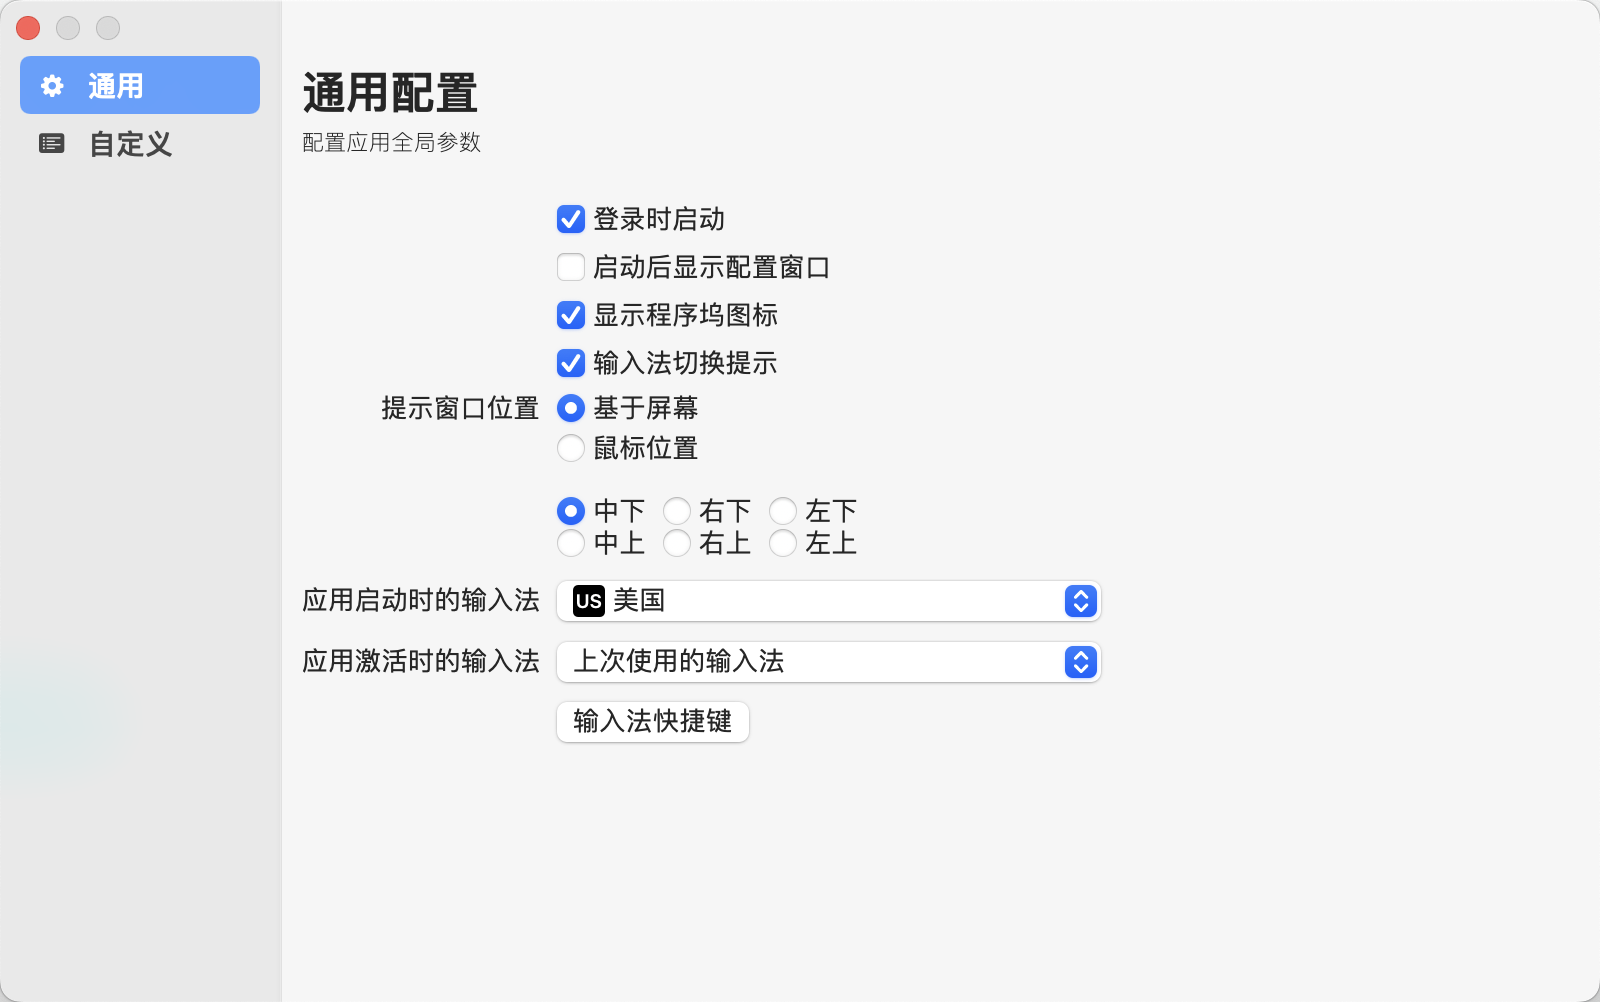 通用
自定义
通用配置
配置应用全局参数
登录时启动
启动后显示配置窗口
显示程序坞图标
输入法切换提示
提示窗口位置 基于屏幕
鼠标位置
中下 右下 左下
中上 右上 左上
应用启动时的输入法 US 美国
应用激活时的输入法 上次使用的输入法
输入法快捷键